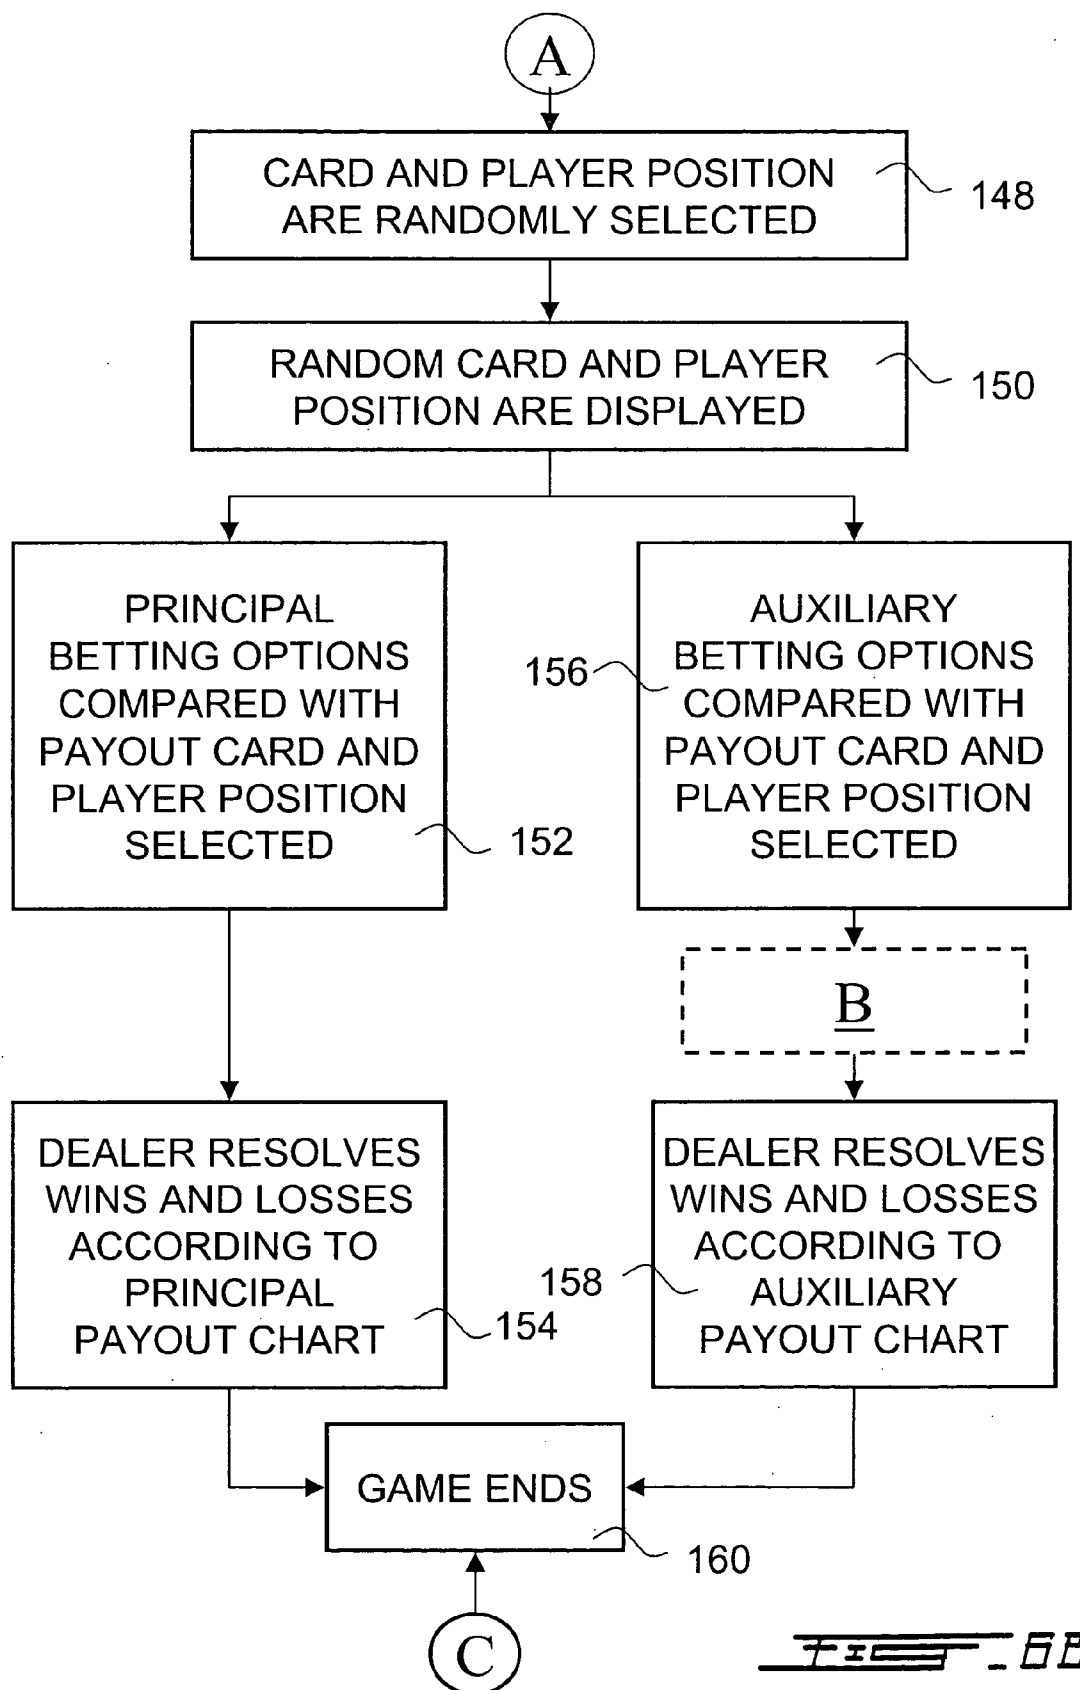 A
CARD AND PLAYER POSITION
ARE RANDOMLY SELECTED
148
RANDOM CARD AND PLAYER
POSITION ARE DISPLAYED
150
PRINCIPAL
BETTING OPTIONS
COMPARED WITH
PAYOUT CARD AND
PLAYER POSITION
SELECTED
152
AUXILIARY
BETTING OPTIONS
COMPARED WITH
PAYOUT CARD AND
PLAYER POSITION
SELECTED
156
B
DEALER RESOLVES
WINS AND LOSSES
ACCORDING TO
PRINCIPAL
PAYOUT CHART
154
DEALER RESOLVES
WINS AND LOSSES
ACCORDING TO
AUXILIARY
PAYOUT CHART
158
GAME ENDS
160
C
FIG - 6B